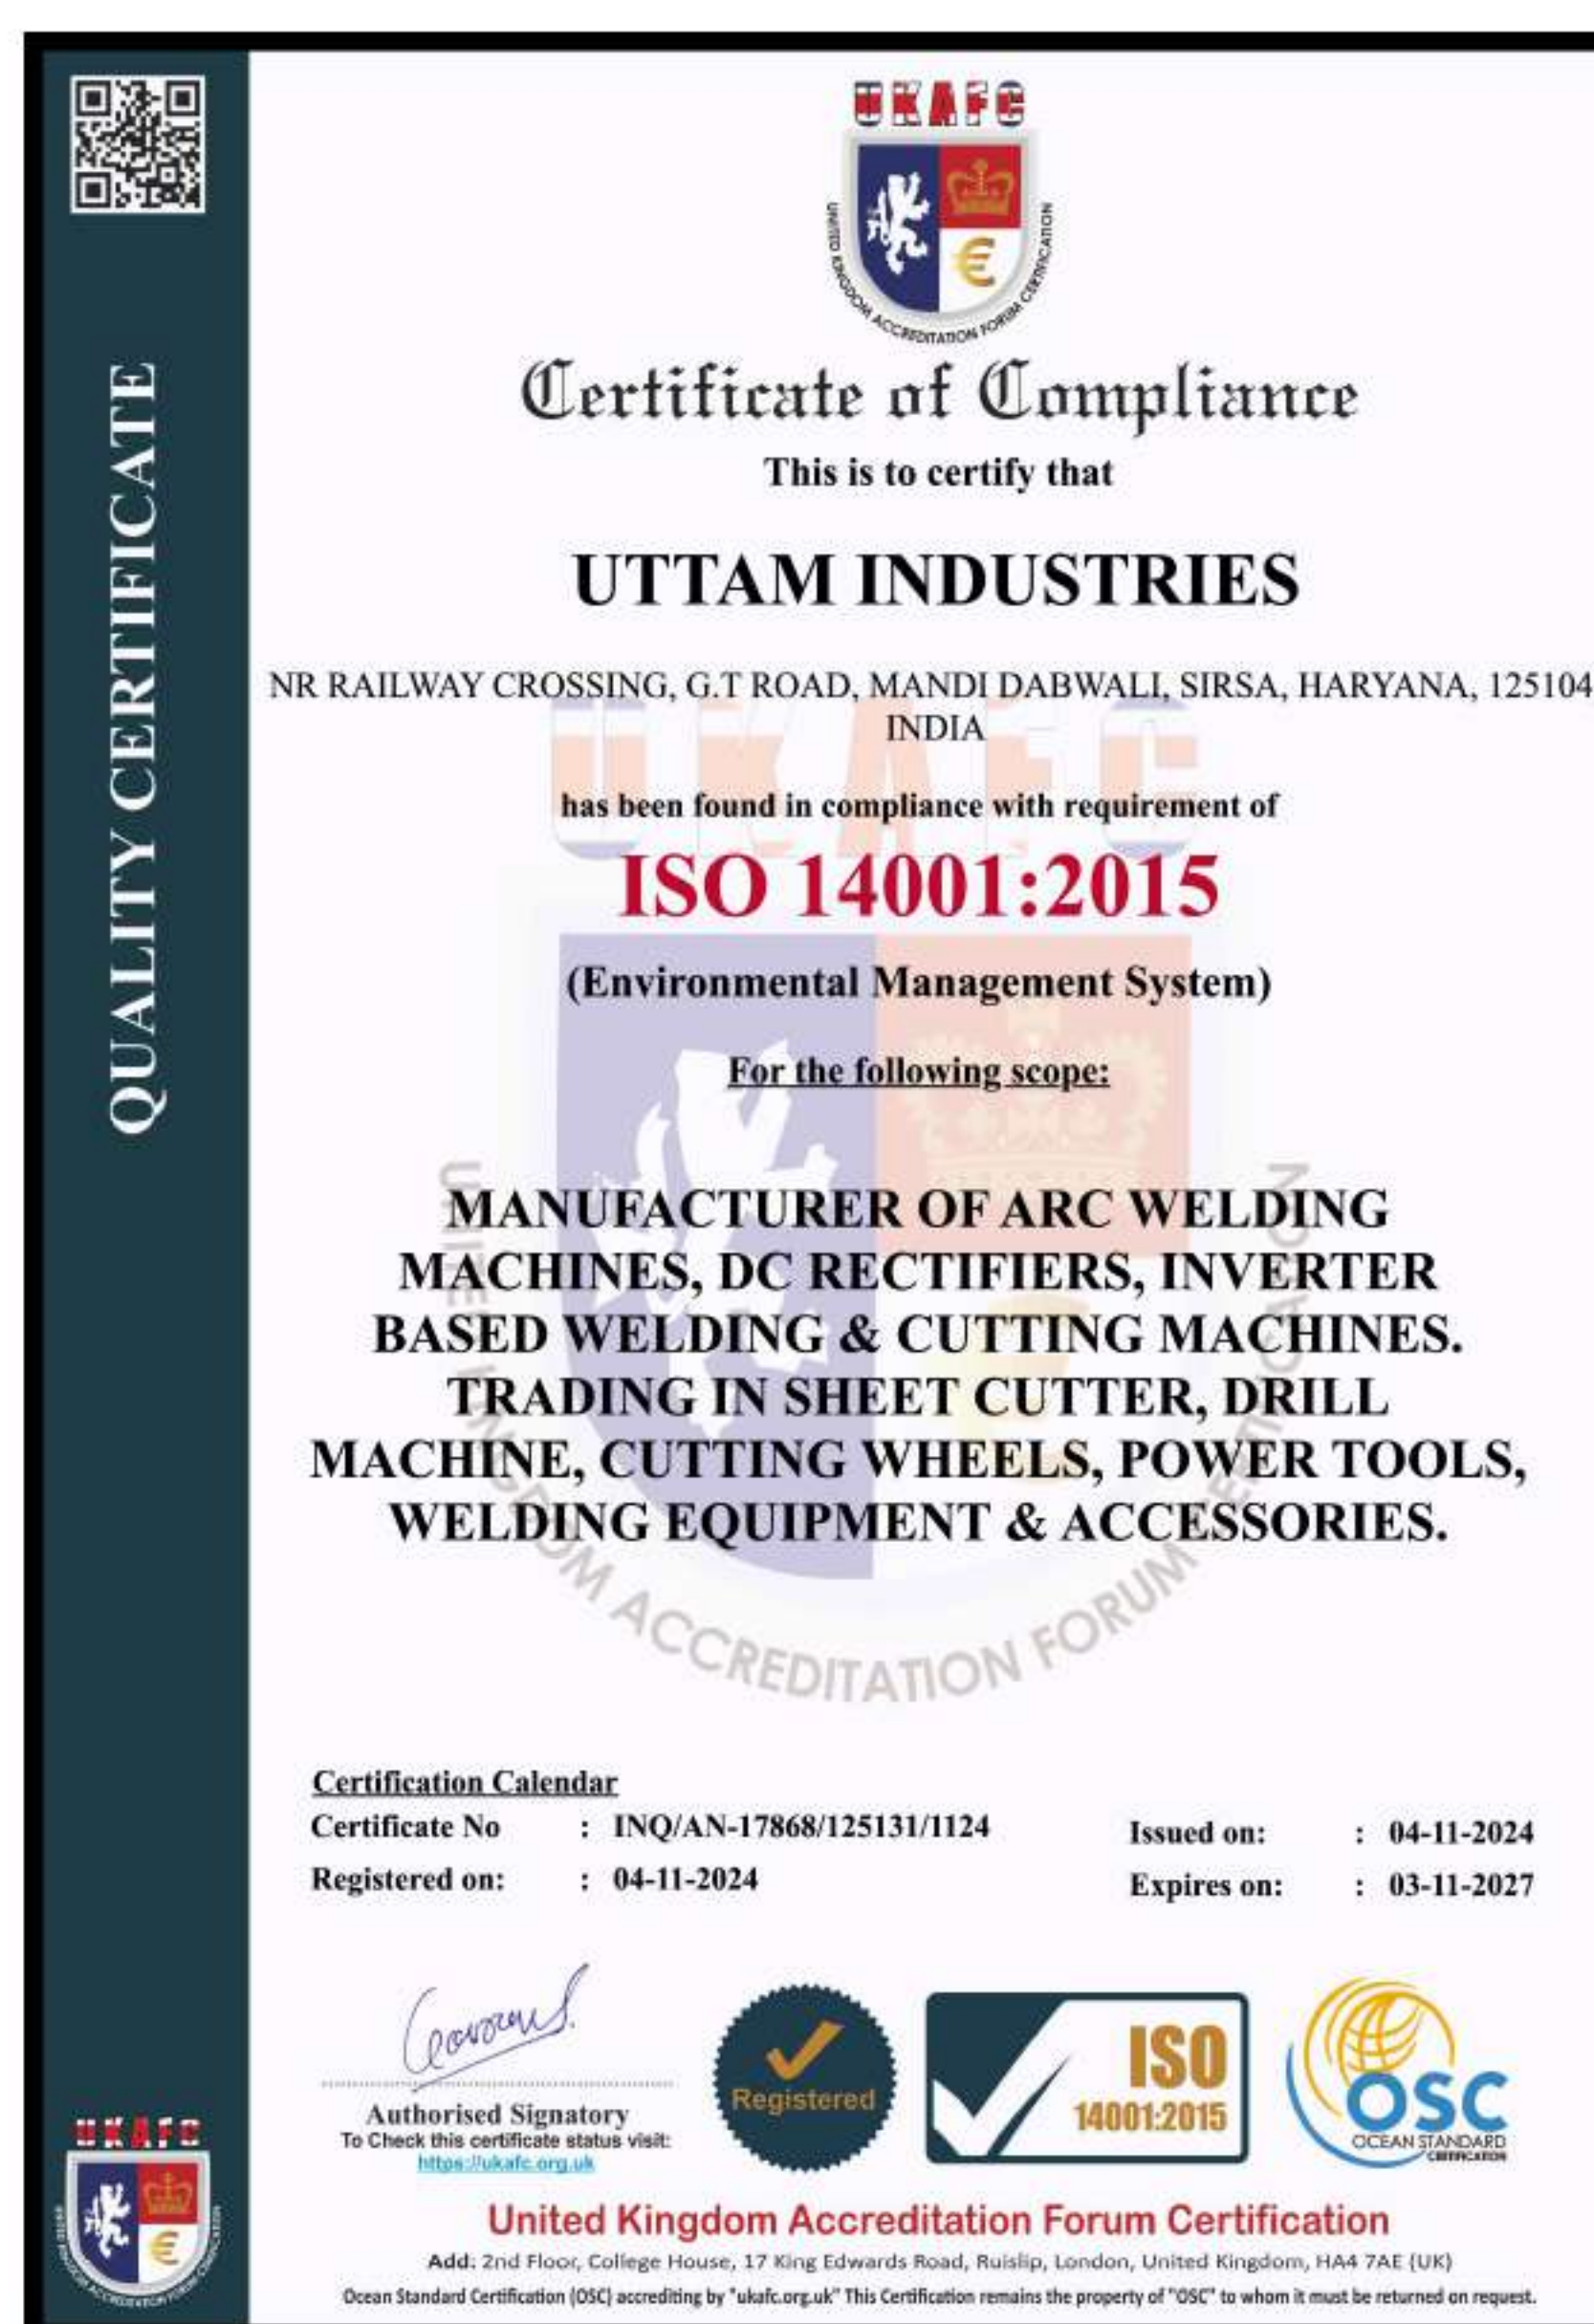 UKAFC
UNITED KINGDOM ACCREDITATION FORUM CERTIFICATION
QUALITY CERTIFICATE
Certificate of Compliance
This is to certify that
UTTAM INDUSTRIES
NR RAILWAY CROSSING, G.T ROAD, MANDI DABWALI, SIRSA, HARYANA, 125104
INDIA
has been found in compliance with requirement of
ISO 14001:2015
(Environmental Management System)
For the following scope:
MANUFACTURER OF ARC WELDING
MACHINES, DC RECTIFIERS, INVERTER
BASED WELDING & CUTTING MACHINES.
TRADING IN SHEET CUTTER, DRILL
MACHINE, CUTTING WHEELS, POWER TOOLS,
WELDING EQUIPMENT & ACCESSORIES.
Certification Calendar
Certificate No : INQ/AN-17868/125131/1124
Issued on: : 04-11-2024
Registered on: : 04-11-2024
Expires on: : 03-11-2027
Authorised Signatory
To Check this certificate status visit:
https://ukafc.org.uk
Registered
ISO
14001:2015
OSC
OCEAN STANDARD
CERTIFICATION
UKAFC
United Kingdom Accreditation Forum Certification
Add: 2nd Floor, College House, 17 King Edwards Road, Ruislip, London, United Kingdom, HA4 7AE (UK)
Ocean Standard Certification (OSC) accrediting by "ukafc.org.uk" This Certification remains the property of "OSC" to whom it must be returned on request.